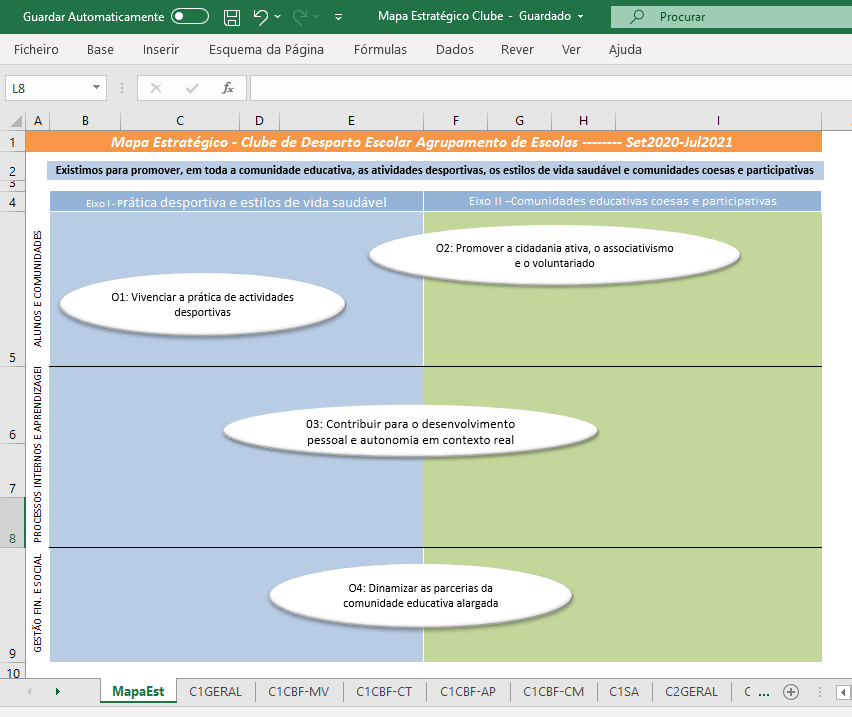 Guardar Automaticamente
Mapa Estratégico Clube - Guardado
Procurar
Ficheiro Base Inserir Esquema da Página Fórmulas Dados Rever Ver Ajuda
L8
fx
A B C D E F G H I
1 Mapa Estratégico - Clube de Desporto Escolar Agrupamento de Escolas -------- Set2020-Jul2021
2 Existimos para promover, em toda a comunidade educativa, as atividades desportivas, os estilos de vida saudável e comunidades coesas e participativas
3
4 Eixo I - Prática desportiva e estilos de vida saudável Eixo II –Comunidades educativas coesas e participativas
ALUNOS E COMUNIDADES
O2: Promover a cidadania ativa, o associativismo
e o voluntariado
O1: Vivenciar a prática de actividades
desportivas
5
PROCESSOS INTERNOS E APRENDIZAGEI
03: Contribuir para o desenvolvimento
pessoal e autonomia em contexto real
6
7
8
GESTÃO FIN. E SOCIAL
O4: Dinamizar as parcerias da
comunidade educativa alargada
9
10
MapaEst C1GERAL C1CBF-MV C1CBF-CT C1CBF-AP C1CBF-CM C1SA C2GERAL C ...